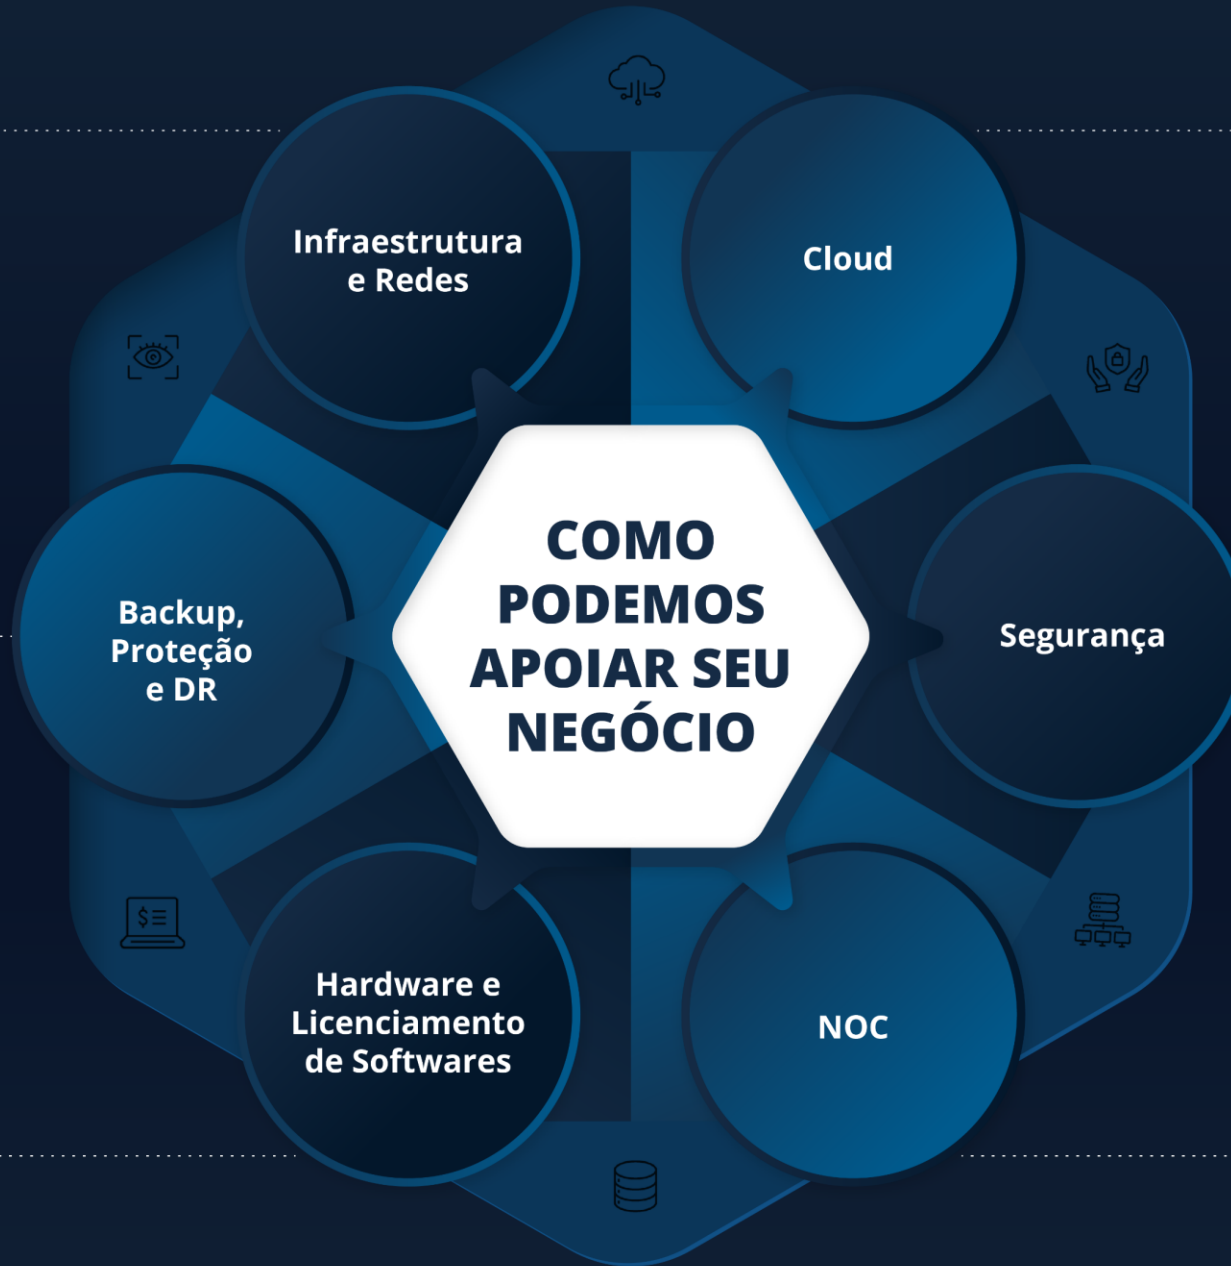 Infraestrutura
e Redes
Cloud
COMO
PODEMOS
APOIAR SEU
NEGÓCIO
Backup,
Proteção
e DR
Segurança
Hardware e
Licenciamento
de Softwares
NOC